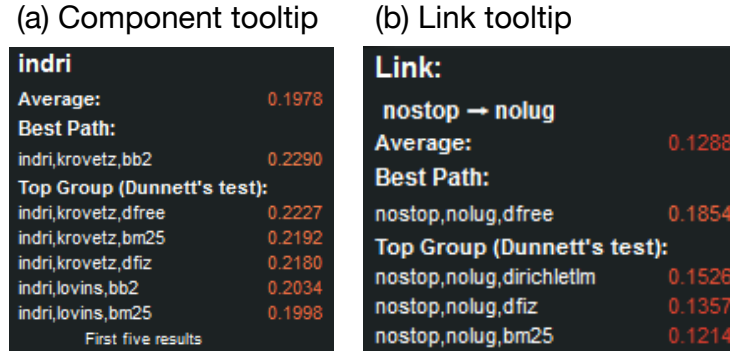 (a) Component tooltip
indri
Average: 0.1978
Best Path:
indri,krovetz,bb2 0.2290
Top Group (Dunnett's test):
indri,krovetz,dfree 0.2227
indri,krovetz,bm25 0.2192
indri,krovetz,dfiz 0.2180
indri,lovins,bb2 0.2034
indri,lovins,bm25 0.1998
First five results
(b) Link tooltip
Link:
nostop → nolug
Average: 0.1288
Best Path:
nostop,nolug,dfree 0.1854
Top Group (Dunnett's test):
nostop,nolug,dirichletlm 0.1526
nostop,nolug,dfiz 0.1357
nostop,nolug,bm25 0.1214